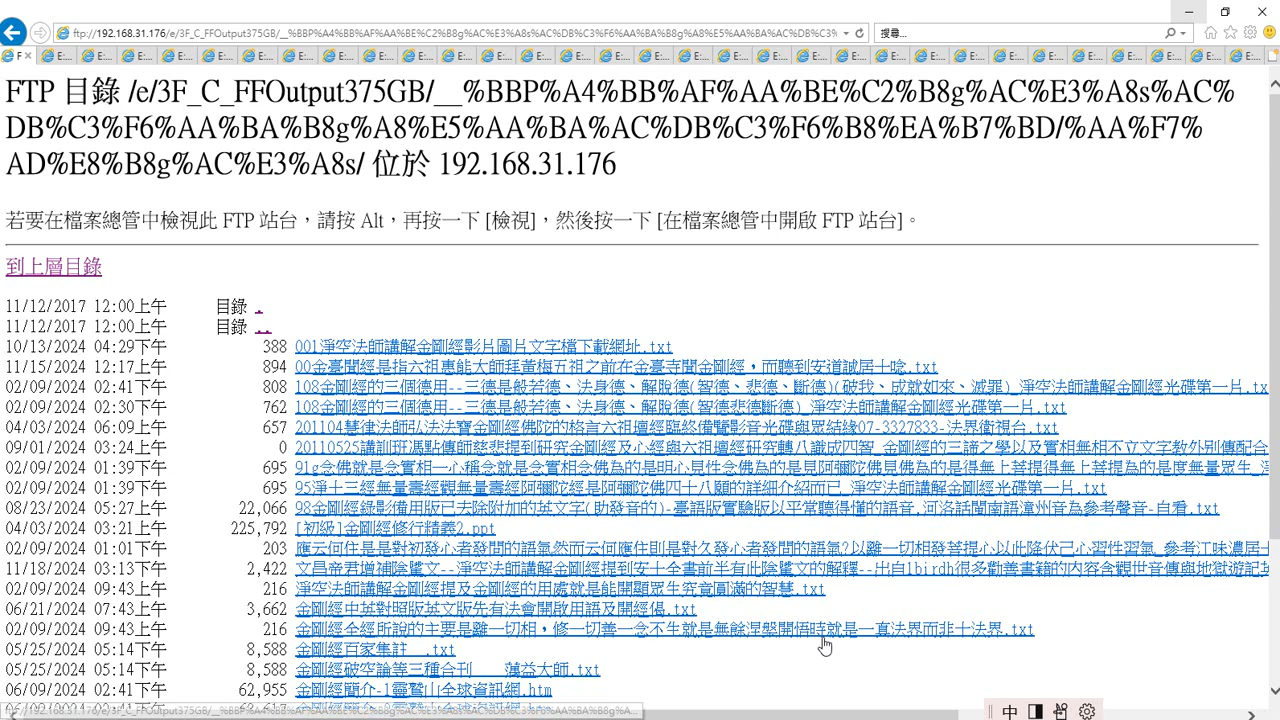 ftp://192.168.31.176/e/3F_C_FFOutput375GB/__%BBP%A4%BB%AF%AA%BE%C2%B8g%AC%E3%A8s%AC%DB%C3%F6%AA%BA%B8g%A8%E5%AA%BA%AC%DB%C3% 搜尋...
FTP 目錄 /e/3F_C_FFOutput375GB/__%BBP%A4%BB%AF%AA%BE%C2%B8g%AC%E3%A8s%AC%
DB%C3%F6%AA%BA%B8g%A8%E5%AA%BA%AC%DB%C3%F6%B8%EA%B7%BD/%AA%F7%
AD%E8%B8g%AC%E3%A8s/ 位於 192.168.31.176
若要在檔案總管中檢視此 FTP 站台，請按 Alt，再按一下 [檢視]，然後按一下 [在檔案總管中開啟 FTP 站台]。
到上層目錄
11/12/2017 12:00上午 目錄 .
11/12/2017 12:00上午 目錄 ..
10/13/2024 04:29下午 388 001淨空法師講解金剛經影片圖片文字檔下載網址.txt
11/15/2024 12:17上午 894 00金臺聞經是指六祖惠能大師拜黃梅五祖之前在金臺寺聞金剛經，而聽到安道誠居士唸.txt
02/09/2024 02:41下午 808 108金剛經的三個德用--三德是般若德、法身德、解脫德(智德、悲德、斷德)(破我、成就如來、滅罪)_淨空法師講解金剛經光碟第一片.tx
02/09/2024 02:30下午 762 108金剛經的三個德用--三德是般若德、法身德、解脫德(智德悲德斷德)_淨空法師講解金剛經光碟第一片.txt
04/03/2024 06:09下午 657 201104慧律法師弘法法寶金剛經佛陀的格言六祖壇經臨終備覽影音光碟與眾結緣07-3327833-法界衛視台.txt
09/01/2024 03:24下午 0 20110525講訓班馮點傳師慈悲提到研究金剛經及心經與六祖壇經研究轉八識成四智_金剛經的三諦之學以及實相無相不立文字教外別傳配合
02/09/2024 01:39下午 695 91g念佛就是念實相一心稱念就是念實相念佛為的是明心見性念佛為的是見阿彌陀佛見佛為的是得無上菩提得無上菩提為的是度無量眾生_淨
02/09/2024 01:39下午 695 95淨土三經無量壽經觀無量壽經阿彌陀經是阿彌陀佛四十八願的詳細介紹而已_淨空法師講解金剛經光碟第一片.txt
08/23/2024 05:27上午 22,066 98金剛經錄影備用版已去除附加的英文字(助發音的)-臺語版實驗版以平常聽得懂的語音,河洛話閩南語漳州音為參考聲音-自看.txt
04/03/2024 03:21上午 225,792 [初級]金剛經修行精義2.ppt
02/09/2024 01:01下午 203 應云何住是是對初發心者發問的語氣然而云何應住則是對久發心者發問的語氣?以離一切相發菩提心以此降伏己心習性習氣_參考江味濃居士
11/18/2024 03:13上午 2,422 文昌帝君增補陰騭文--淨空法師講解金剛經提到安士全書前半有此陰騭文的解釋--出自1birdh很多勸善書籍的內容含觀世音傳與地獄遊記英
02/09/2024 09:43下午 216 淨空法師講解金剛經提及金剛經的用處就是能開顯眾生究竟圓滿的智慧.txt
06/21/2024 07:43上午 3,662 金剛經中英對照版英文版先有法會開啟用語及開經偈.txt
02/09/2024 09:43下午 216 金剛經全經所說的主要是離一切相，修一切善一念不生就是無餘涅槃開悟時就是一真法界而非十法界.txt
05/25/2024 05:14下午 8,588 金剛經百家集註__.txt
05/25/2024 05:14下午 8,588 金剛經破空論等三種合刊____蕅益大師.txt
06/09/2024 02:41下午 62,955 金剛經簡介-1靈鷲山全球資訊網.htm
中